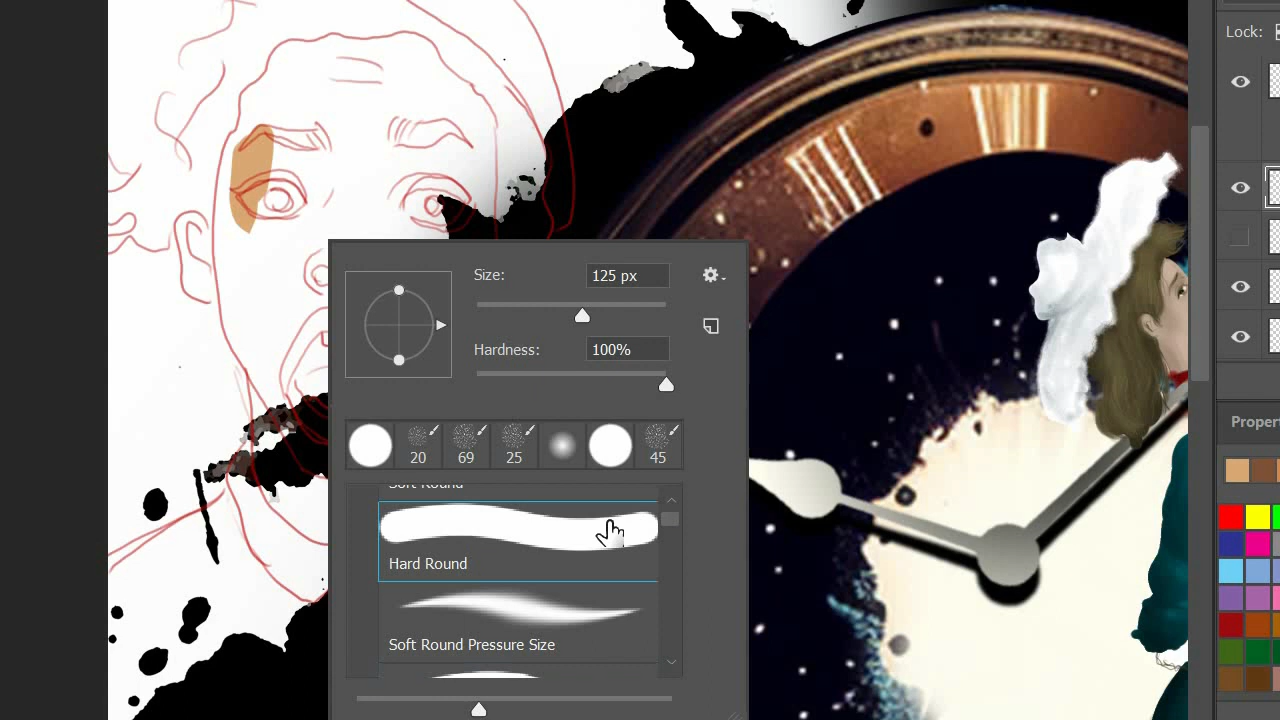 Lock:
Size:
125 px
Hardness:
100%
20
69
25
45
Soft Round
Hard Round
Soft Round Pressure Size
Proper